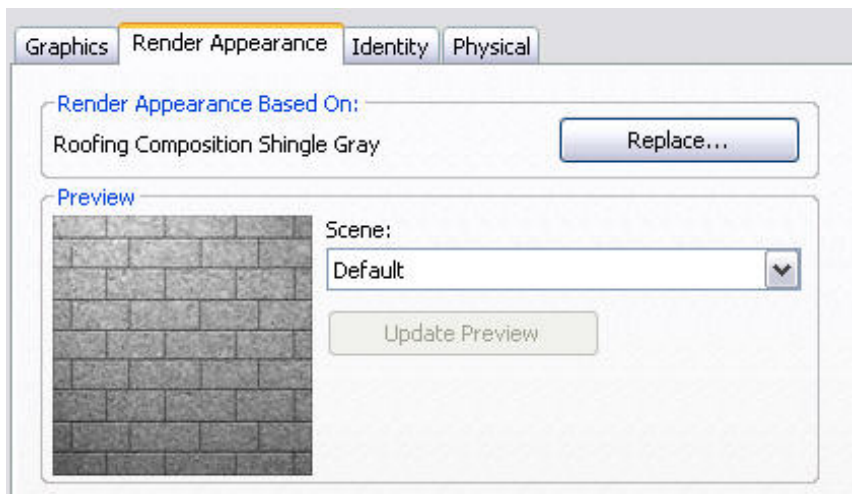 Graphics Render Appearance Identity Physical
Render Appearance Based On:
Roofing Composition Shingle Gray Replace...
Preview
Scene:
Default
Update Preview